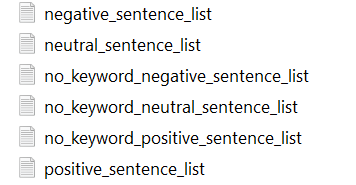 negative_sentence_list
neutral_sentence_list
no_keyword_negative_sentence_list
no_keyword_neutral_sentence_list
no_keyword_positive_sentence_list
positive_sentence_list